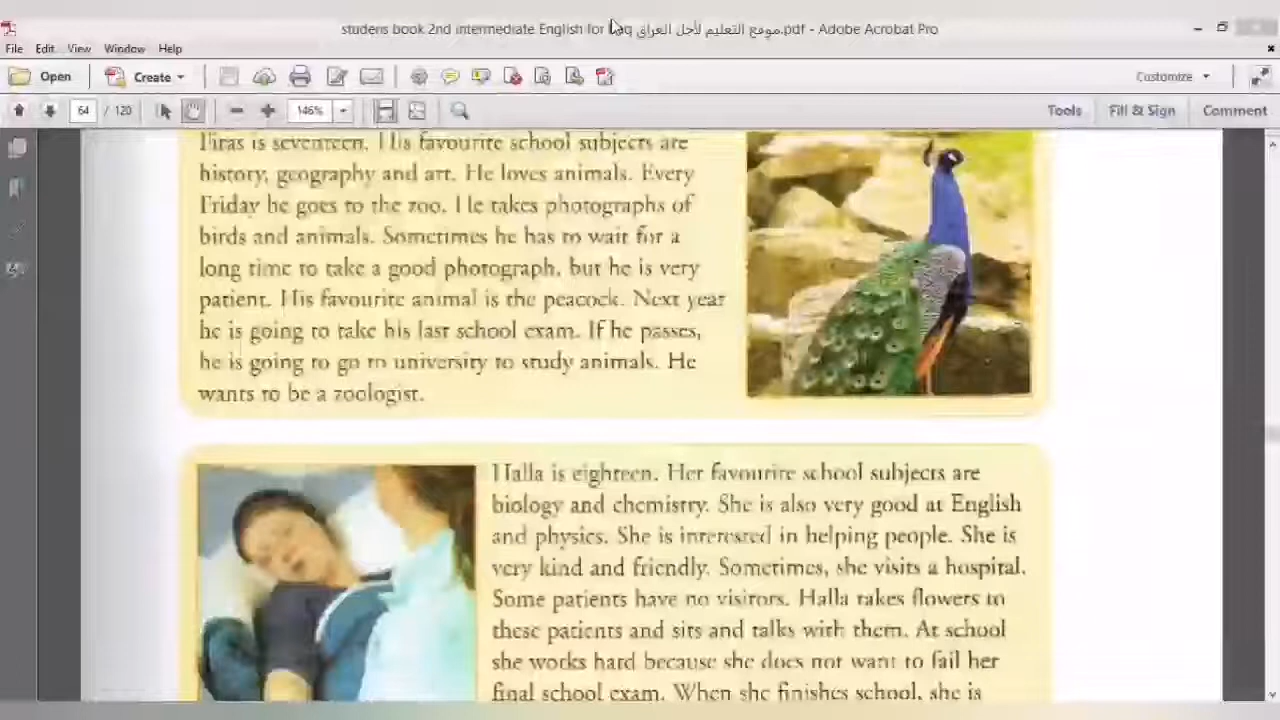 studens book 2nd intermediate English for Iraq موقع التعليم لأجل العراق.pdf - Adobe Acrobat Pro
File Edit View Window Help
Open Create Customize
64 / 120 146% Tools Fill & Sign Comment
Firas is seventeen. His favourite school subjects are
history, geography and art. He loves animals. Every
Friday he goes to the zoo. He takes photographs of
birds and animals. Sometimes he has to wait for a
long time to take a good photograph, but he is very
patient. His favourite animal is the peacock. Next year
he is going to take his last school exam. If he passes,
he is going to go to university to study animals. He
wants to be a zoologist.
Halla is eighteen. Her favourite school subjects are
biology and chemistry. She is also very good at English
and physics. She is interested in helping people. She is
very kind and friendly. Sometimes, she visits a hospital.
Some patients have no visitors. Halla takes flowers to
these patients and sits and talks with them. At school
she works hard because she does not want to fail her
final school exam. When she finishes school, she is